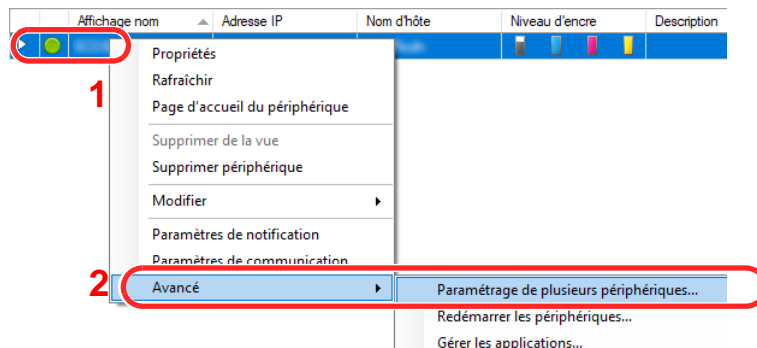 Affichage nom Adresse IP Nom d'hôte Niveau d'encre Description
1
Propriétés
Rafraîchir
Page d'accueil du périphérique
Supprimer de la vue
Supprimer périphérique
Modifier
Paramètres de notification
Paramètres de communication
2 Avancé Paramétrage de plusieurs périphériques...
Redémarrer les périphériques...
Gérer les applications...